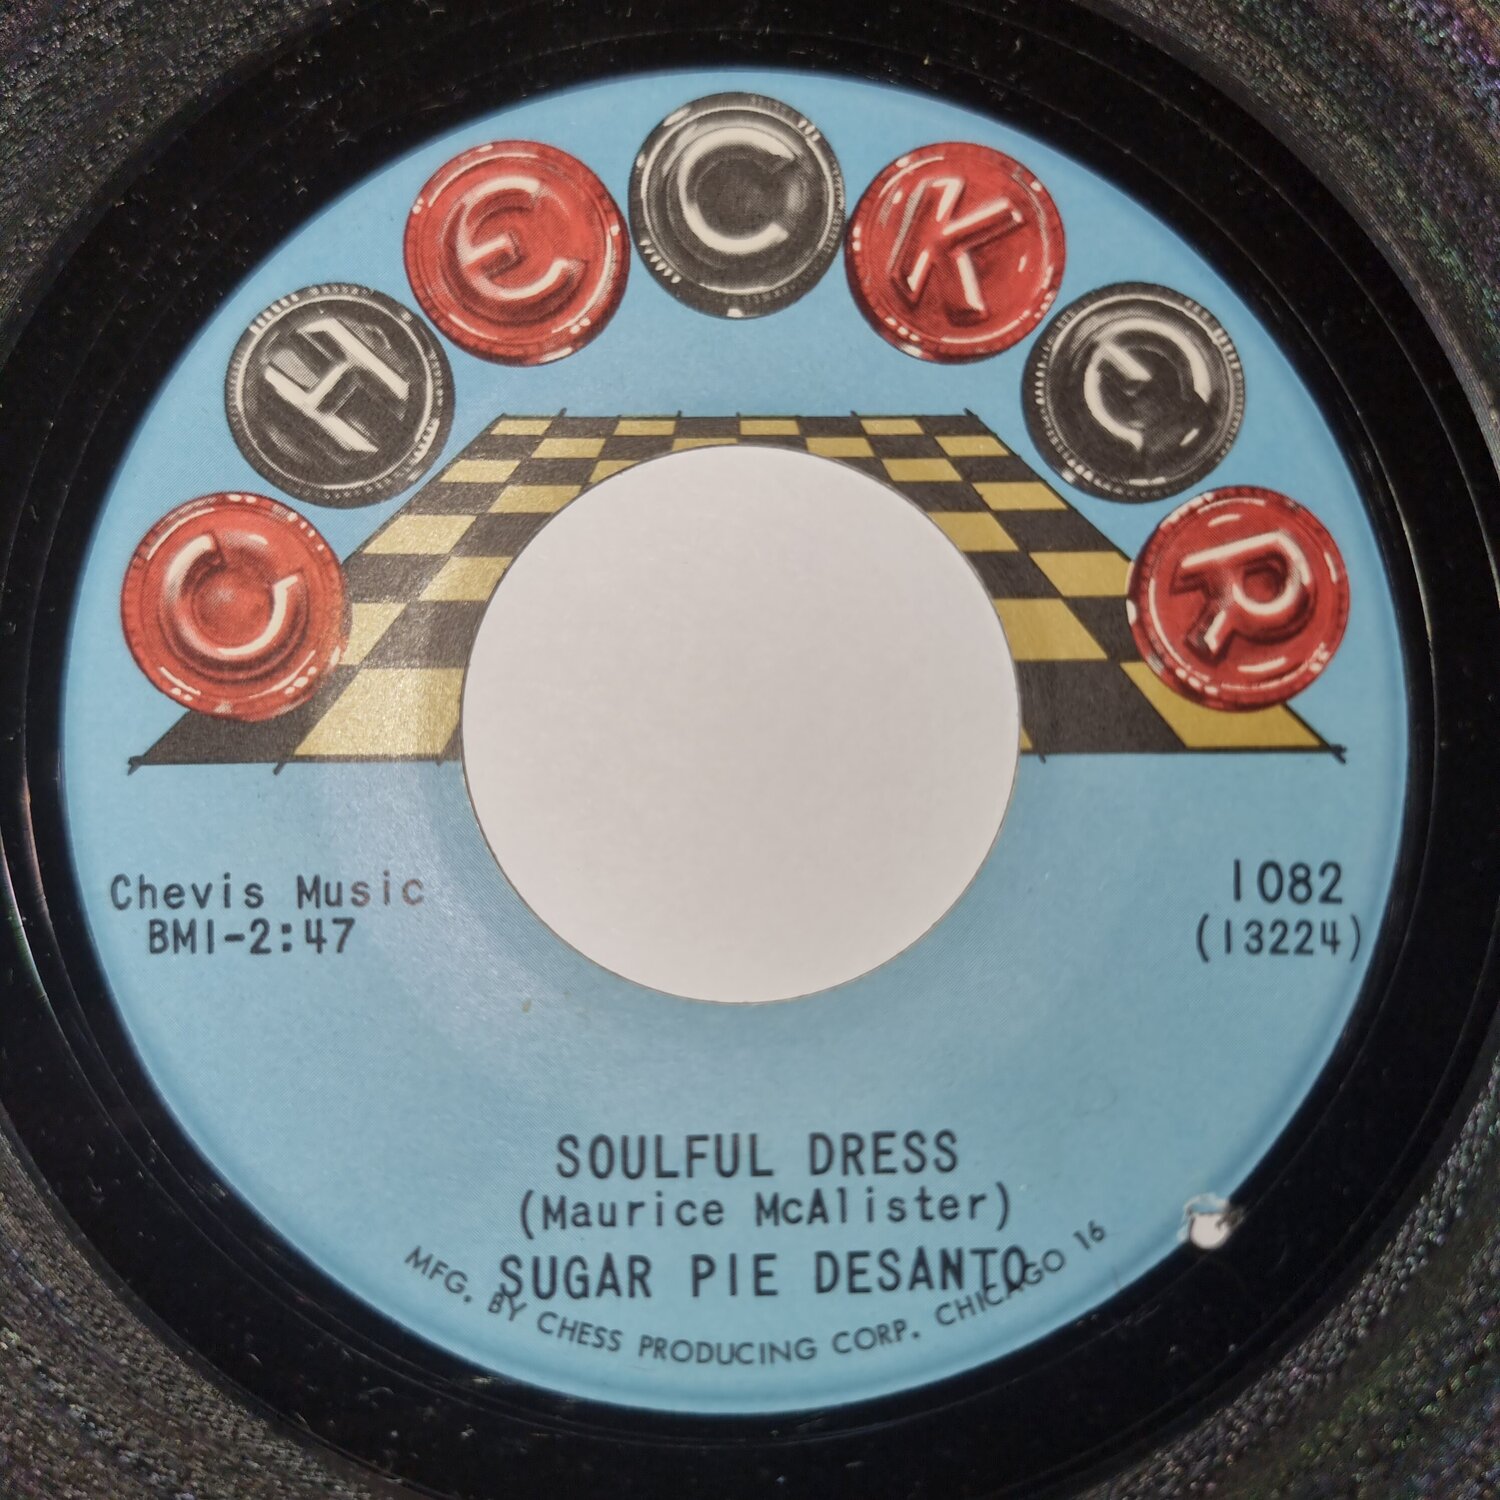 CHECKER
Chevis Music
BMI-2:47
1082
(13224)
SOULFUL DRESS
(Maurice McAlister)
SUGAR PIE DESANTO
MFG. BY CHESS PRODUCING CORP. CHICAGO 16